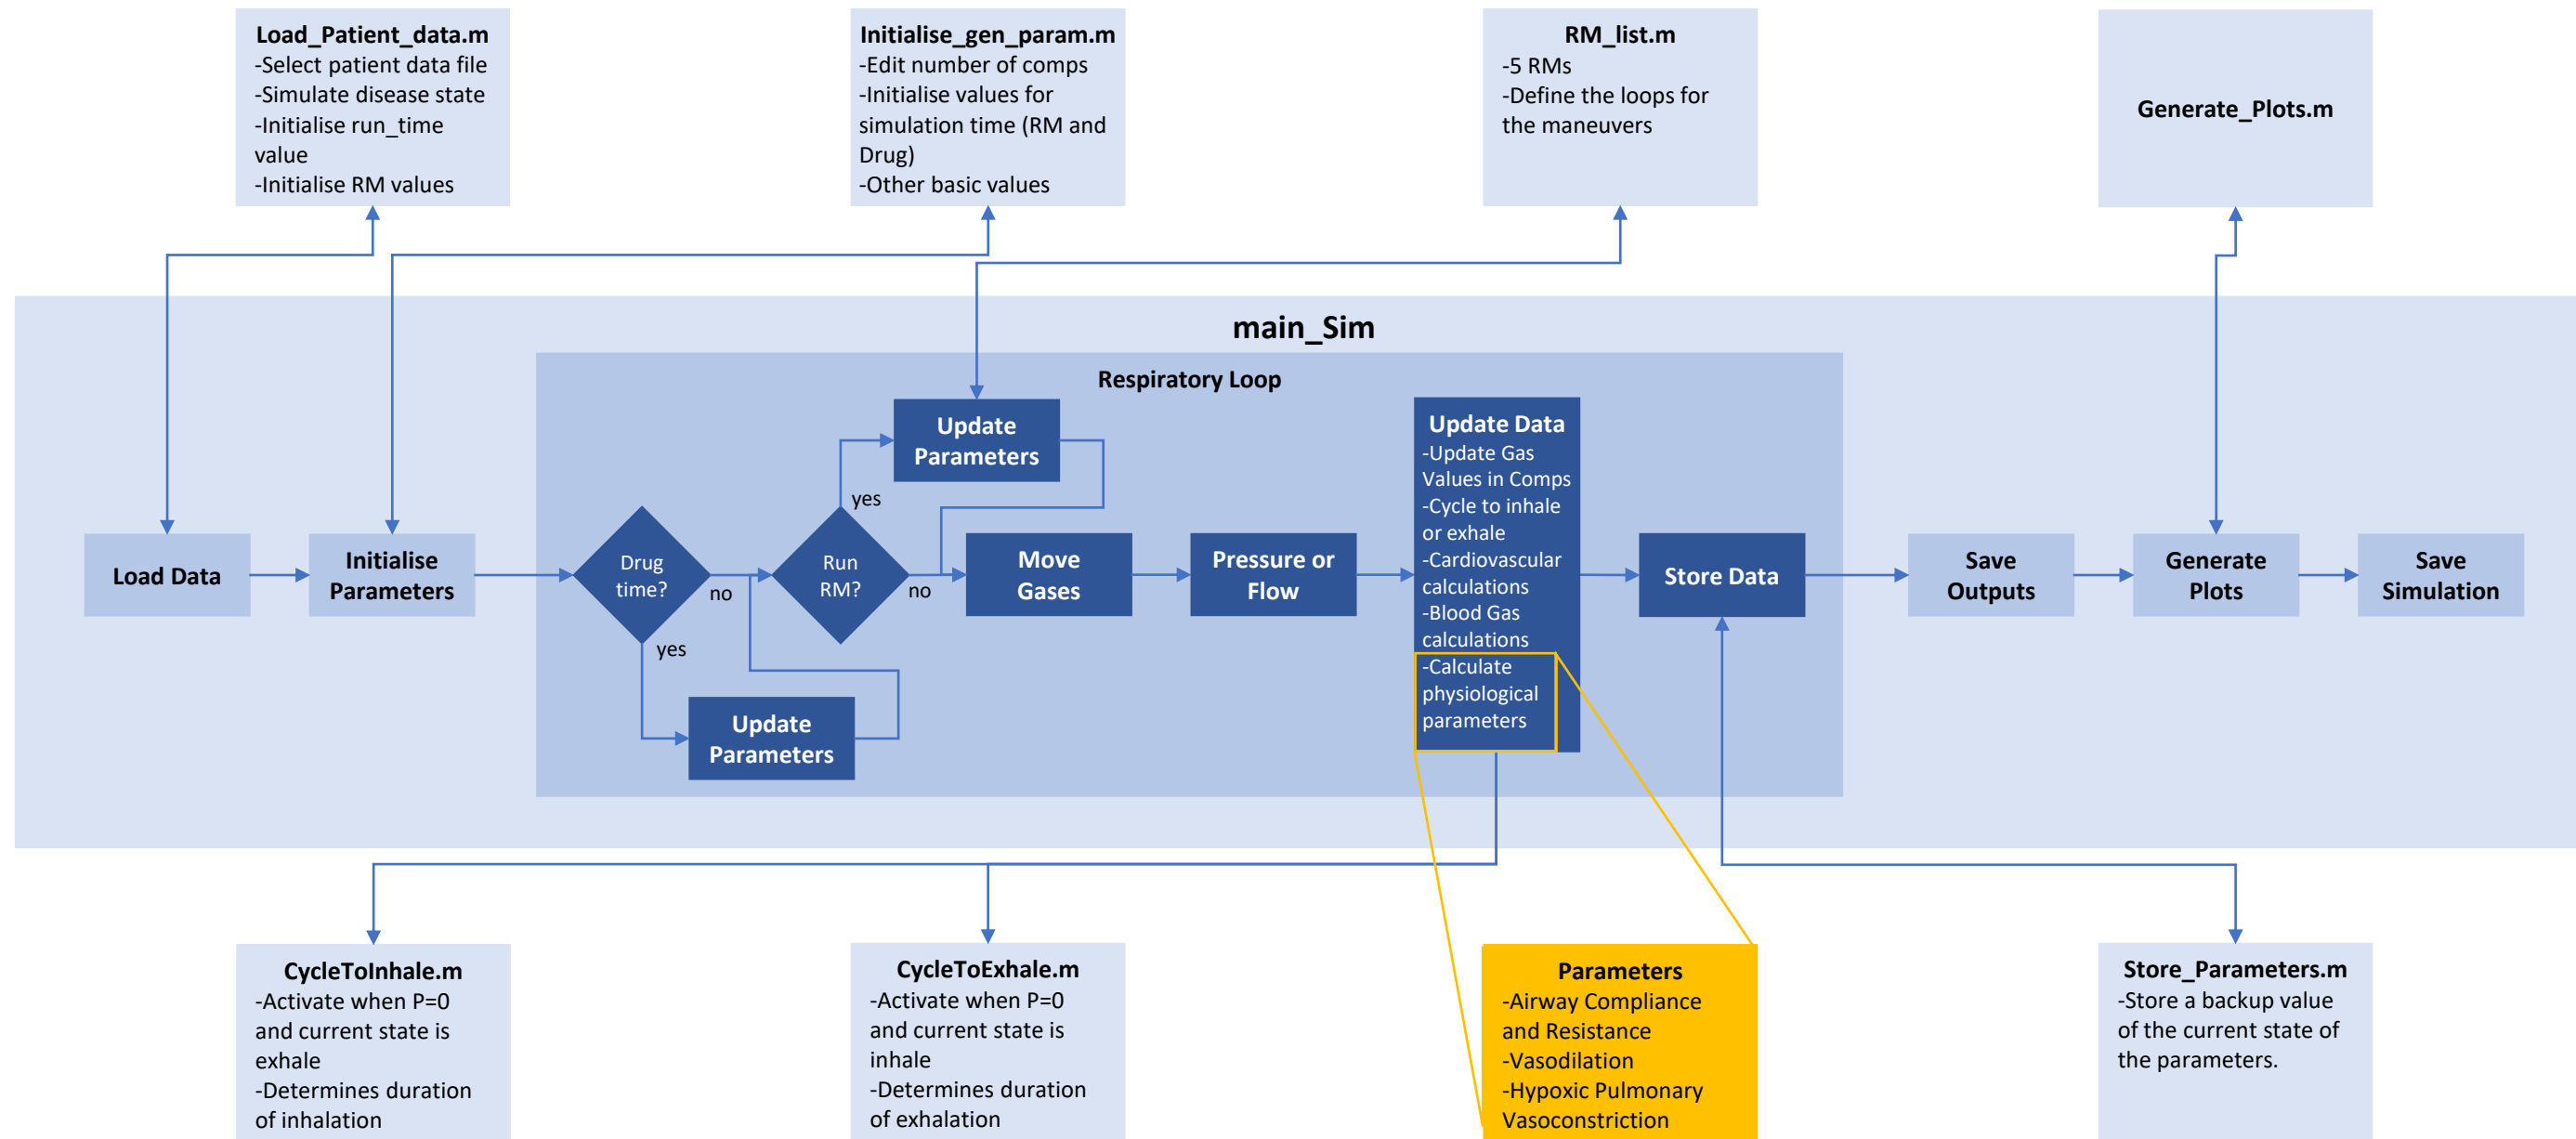 Load_Patient_data.m
-Select patient data file
-Simulate disease state
-Initialise run_time
value
-Initialise RM values
Initialise_gen_param.m
-Edit number of comps
-Initialise values for
simulation time (RM and
Drug)
-Other basic values
RM_list.m
-5 RMs
-Define the loops for
the maneuvers
Generate_Plots.m
main_Sim
Respiratory Loop
Load Data
Initialise
Parameters
Drug
time?
no
yes
Update
Parameters
Run
RM?
yes
no
Update
Parameters
Move
Gases
Pressure or
Flow
Update Data
-Update Gas
Values in Comps
-Cycle to inhale
or exhale
-Cardiovascular
calculations
-Blood Gas
calculations
-Calculate
physiological
parameters
Store Data
Save
Outputs
Generate
Plots
Save
Simulation
CycleToInhale.m
-Activate when P=0
and current state is
exhale
-Determines duration
of inhalation
CycleToExhale.m
-Activate when P=0
and current state is
inhale
-Determines duration
of exhalation
Parameters
-Airway Compliance
and Resistance
-Vasodilation
-Hypoxic Pulmonary
Vasoconstriction
Store_Parameters.m
-Store a backup value
of the current state of
the parameters.